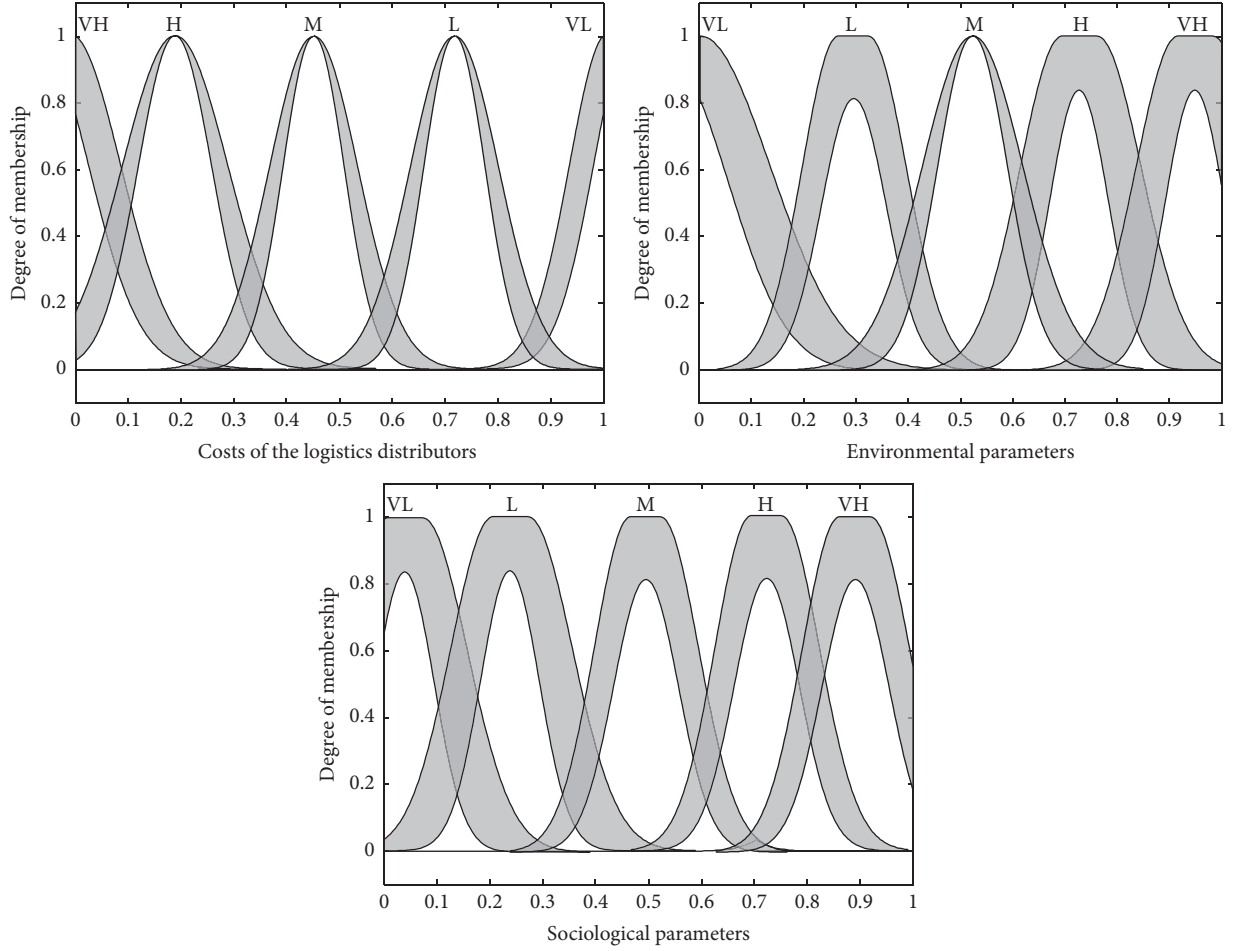 VH H M L VL
1
0.8
0.6
0.4
0.2
0
Degree of membership
0 0.1 0.2 0.3 0.4 0.5 0.6 0.7 0.8 0.9 1
Costs of the logistics distributors
VL L M H VH
1
0.8
0.6
0.4
0.2
0
Degree of membership
0 0.1 0.2 0.3 0.4 0.5 0.6 0.7 0.8 0.9 1
Environmental parameters
VL L M H VH
1
0.8
0.6
0.4
0.2
0
Degree of membership
0 0.1 0.2 0.3 0.4 0.5 0.6 0.7 0.8 0.9 1
Sociological parameters